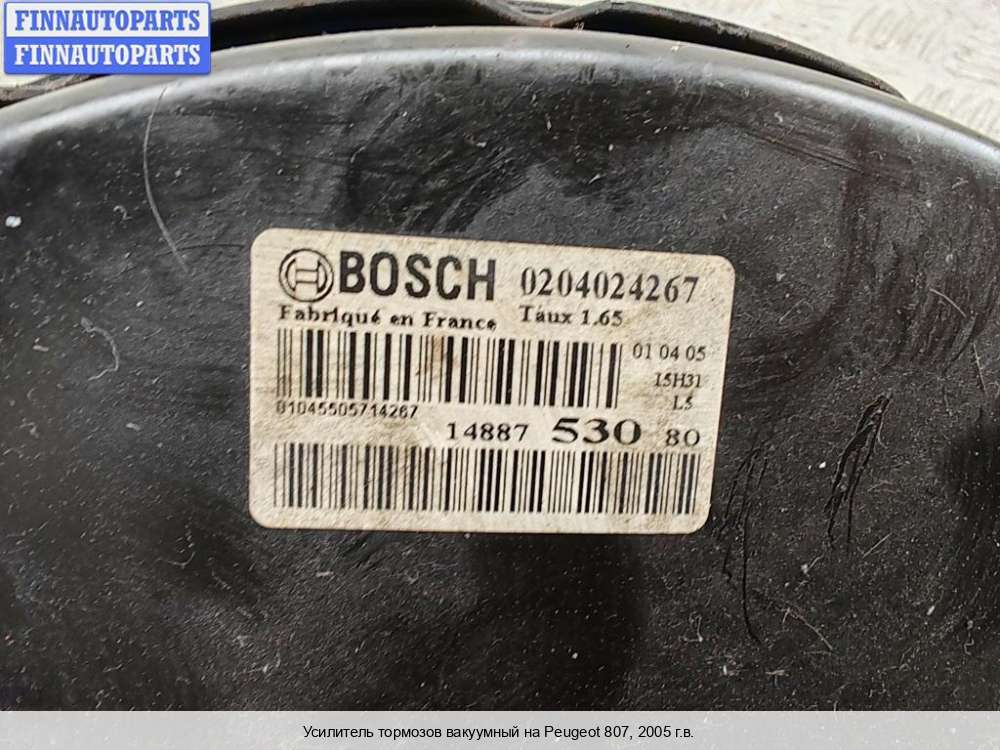 FINNAUTOPARTS
FINNAUTOPARTS
BOSCH 0204024267
Fabriqué en France Taux 1.65
01 04 05
15H31
L5
01045505714267
14887 530 80
Усилитель тормозов вакуумный на Peugeot 807, 2005 г.в.